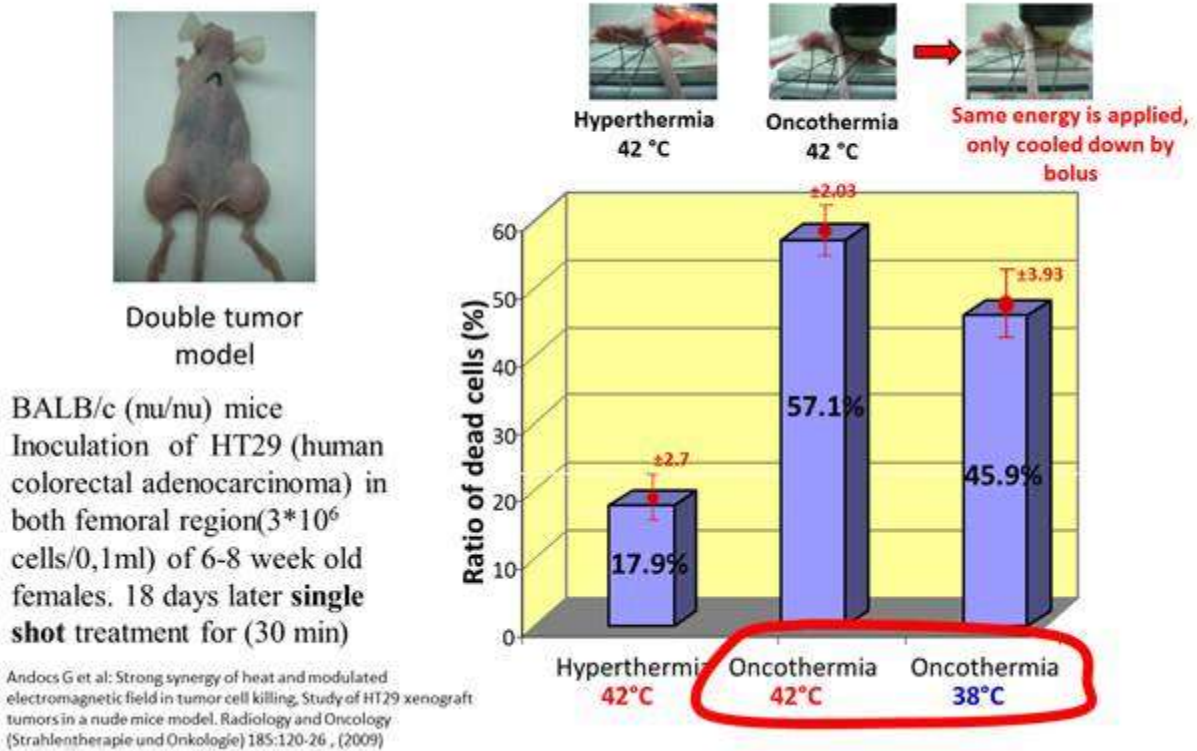 Double tumor
model
BALB/c (nu/nu) mice
Inoculation of HT29 (human
colorectal adenocarcinoma) in
both femoral region(3*10⁶
cells/0,1ml) of 6-8 week old
females. 18 days later single
shot treatment for (30 min)
Andocs G et al: Strong synergy of heat and modulated
electromagnetic field in tumor cell killing, Study of HT29 xenograft
tumors in a nude mice model. Radiology and Oncology
(Strahlentherapie und Onkologie) 185:120-26 , (2009)
Hyperthermia
42 °C
Oncothermia
42 °C
Same energy is applied,
only cooled down by
bolus
Ratio of dead cells (%)
60
50
40
30
20
10
0
±2.7
17.9%
±2.03
57.1%
±3.93
45.9%
Hyperthermia
42°C
Oncothermia
42°C
Oncothermia
38°C